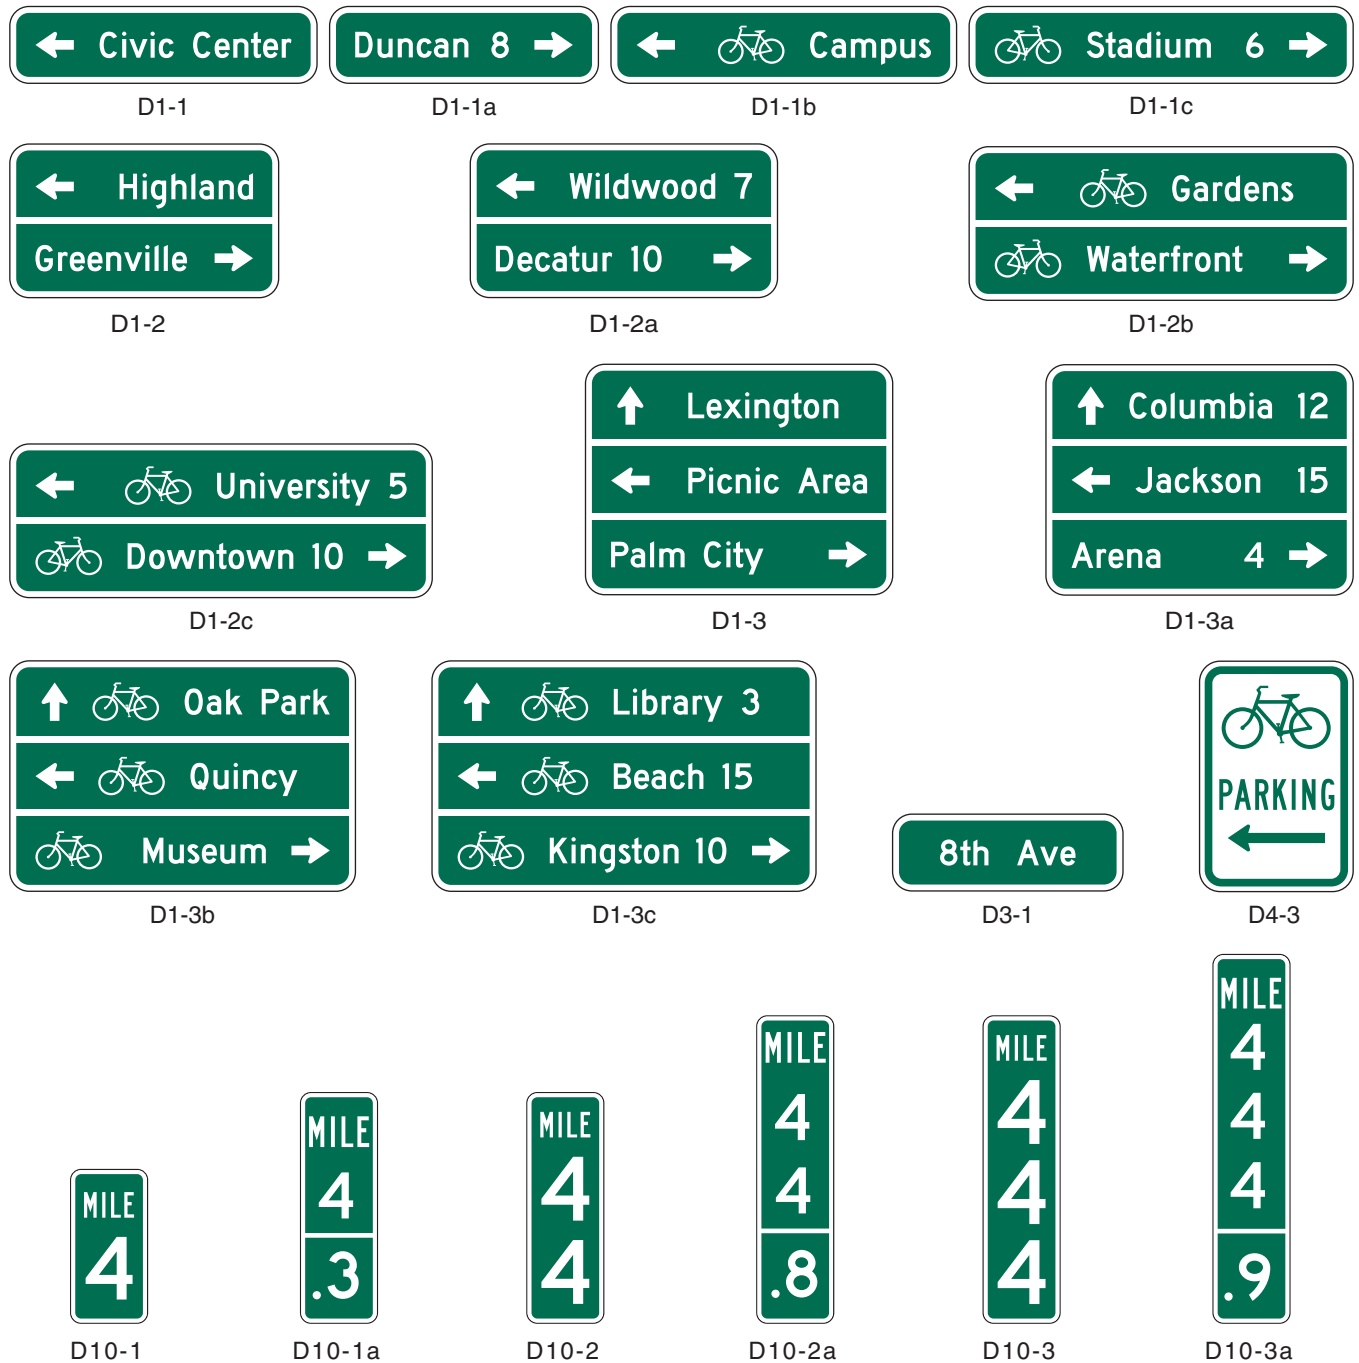 Civic Center
Duncan 8
Campus
Stadium 6
D1-1
D1-1a
D1-1b
D1-1c
Highland
Greenville
Wildwood 7
Decatur 10
Gardens
Waterfront
D1-2
D1-2a
D1-2b
University 5
Downtown 10
Lexington
Picnic Area
Palm City
Columbia 12
Jackson 15
Arena 4
D1-2c
D1-3
D1-3a
Oak Park
Quincy
Museum
Library 3
Beach 15
Kingston 10
8th Ave
PARKING
D1-3b
D1-3c
D3-1
D4-3
MILE
4
MILE
4
.3
MILE
4
4
MILE
4
4
.8
MILE
4
4
4
MILE
4
4
4
.9
D10-1
D10-1a
D10-2
D10-2a
D10-3
D10-3a